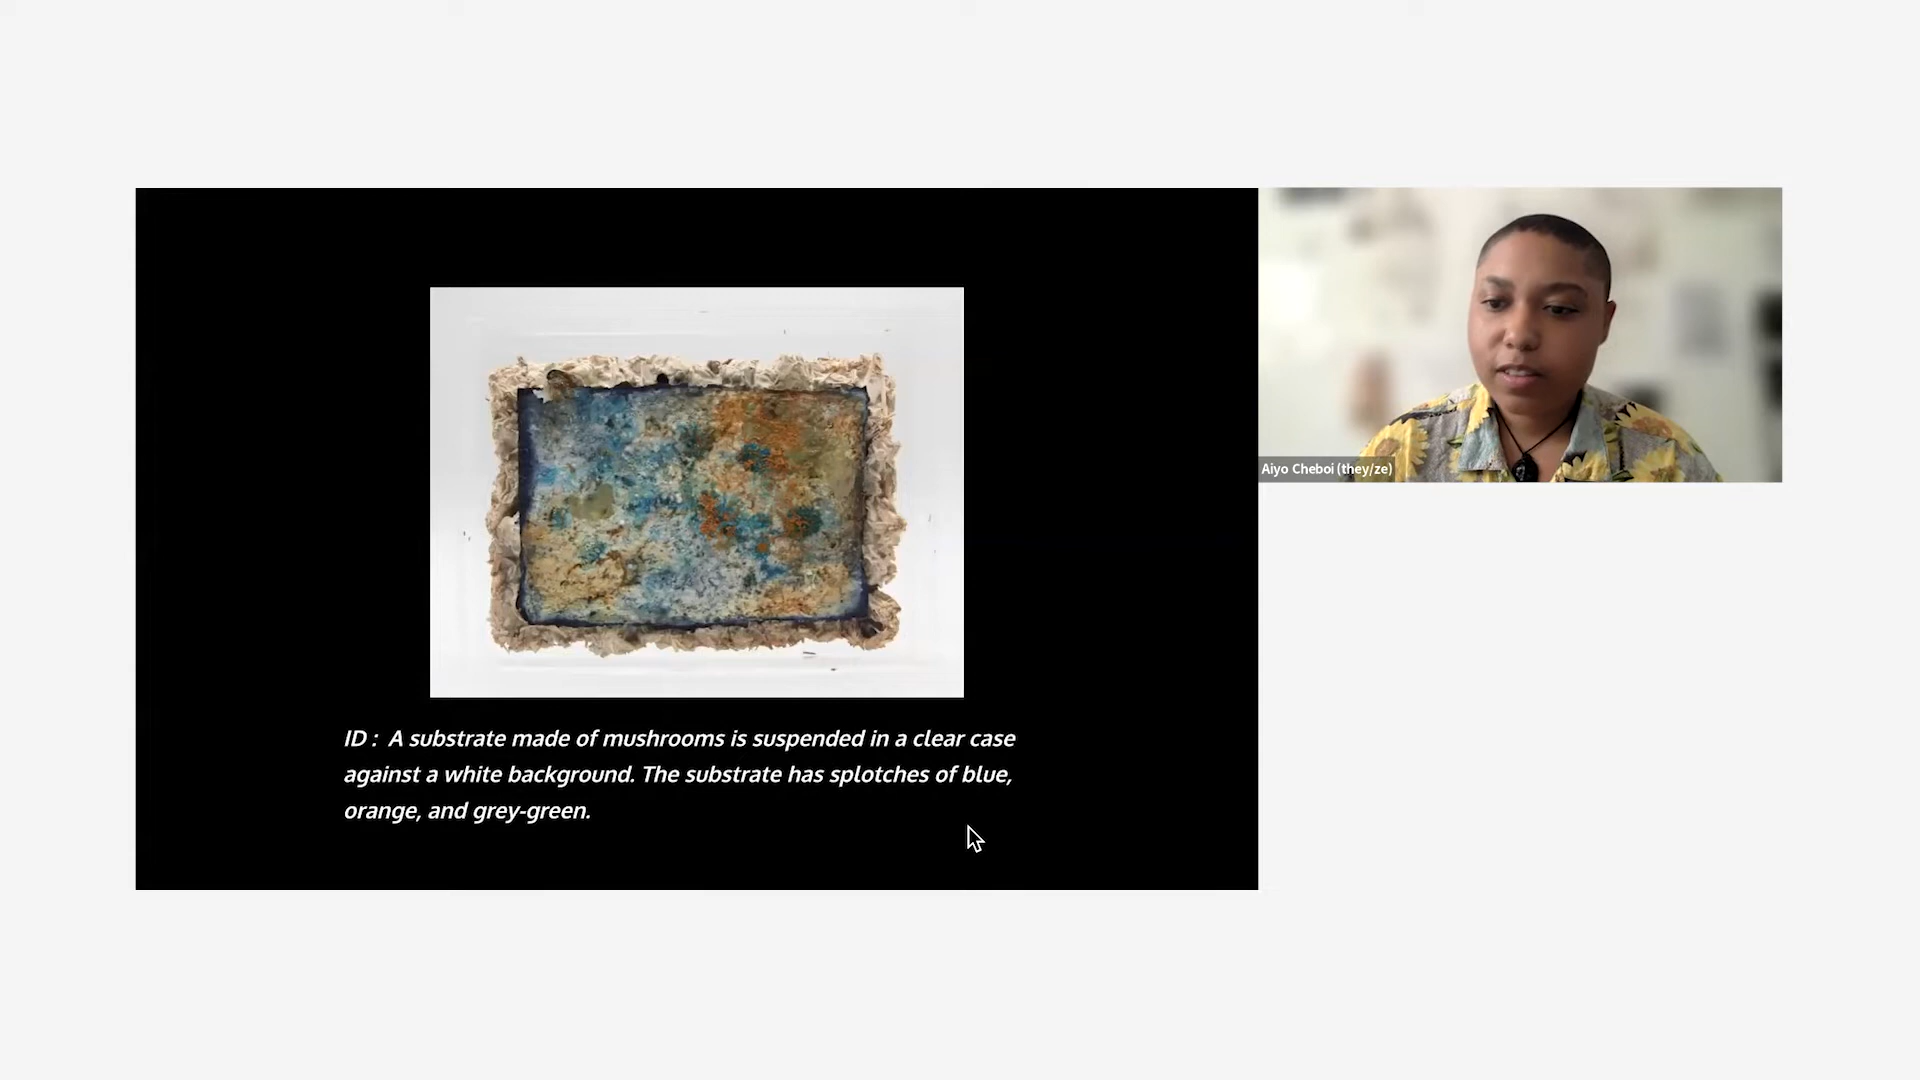 ID : A substrate made of mushrooms is suspended in a clear case
against a white background. The substrate has splotches of blue,
orange, and grey-green.
Aiyo Cheboi (they/ze)